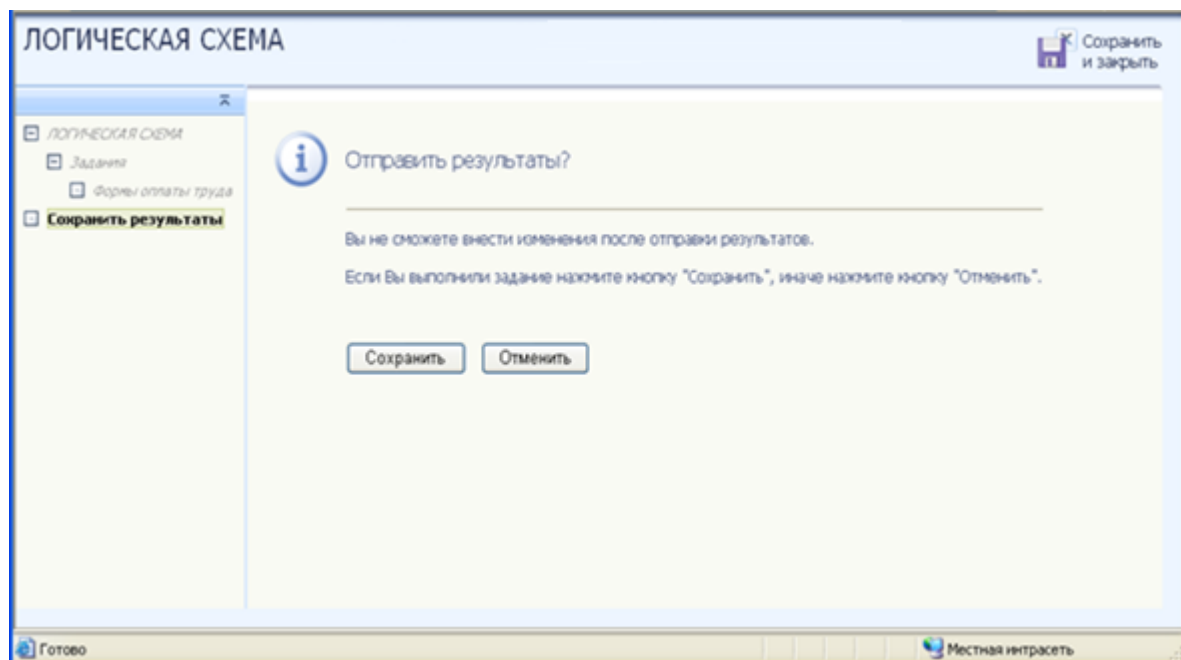 ЛОГИЧЕСКАЯ СХЕМА
Сохранить
и закрыть
ЛОГИЧЕСКАЯ СХЕМА
Задания
Формы оплаты труда
Сохранить результаты
Отправить результаты?
Вы не сможете внести изменения после отправки результатов.
Если Вы выполнили задание нажмите кнопку "Сохранить", иначе нажмите кнопку "Отменить".
Сохранить Отменить
Готово Местная интрасеть